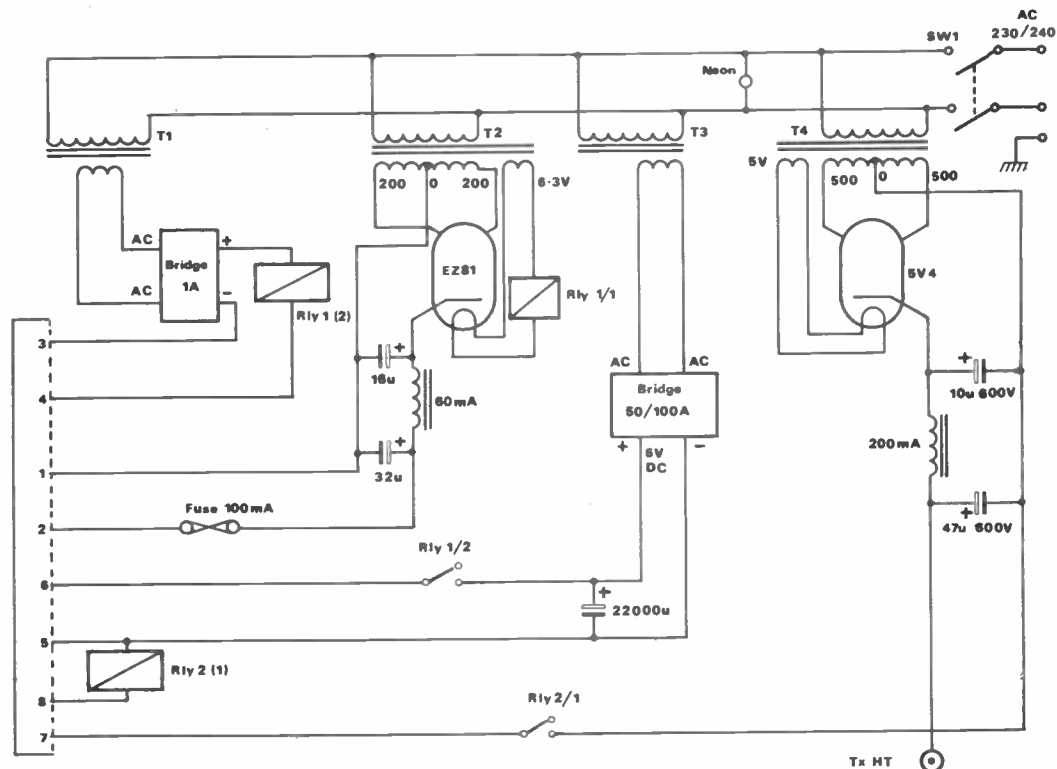 AC
230/240
SW1
Neon
T1
T2
T3
T4
200
0
200
6·3V
5V
500
0
500
AC
AC
Bridge
1A
+
−
Rly 1 (2)
EZ81
Rly 1/1
5V4
3
4
+
16u
60mA
AC
AC
Bridge
50/100A
+
−
6V
DC
+
10u 600V
200mA
1
+
32u
2
Fuse 100mA
+
47u 600V
6
Rly 1/2
+
22000u
5
Rly 2 (1)
8
7
Rly 2/1
Tx HT